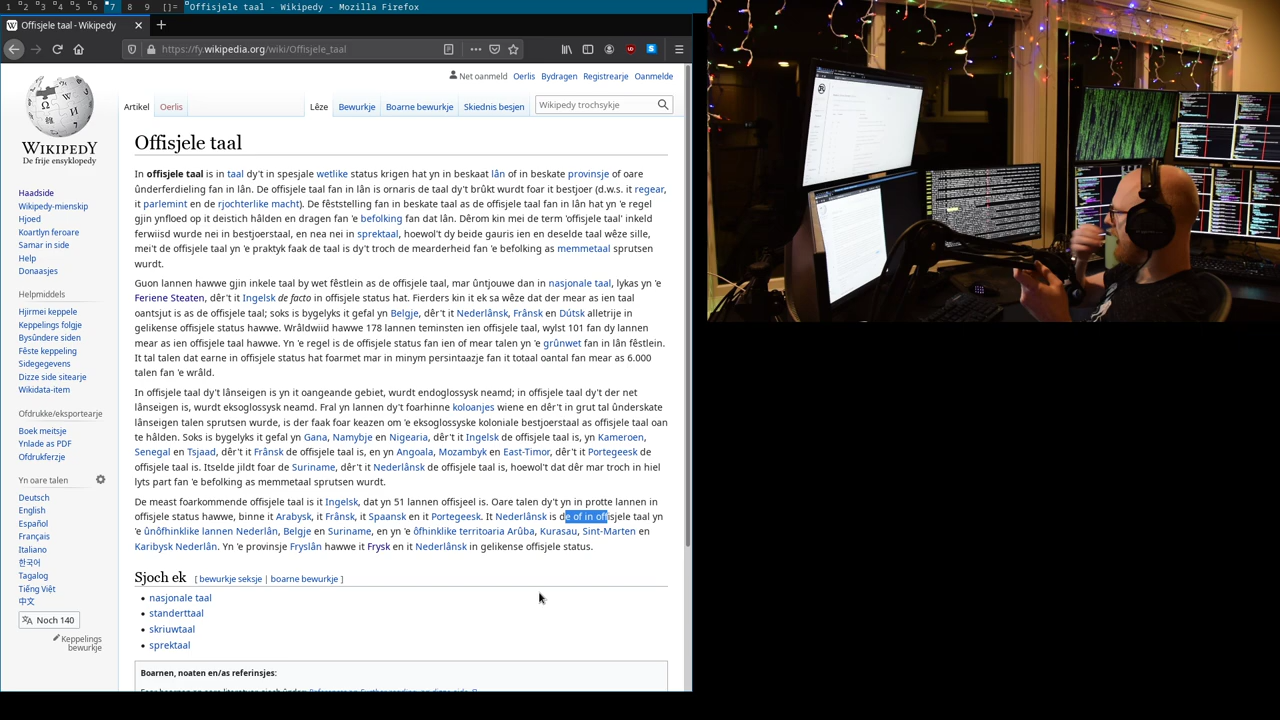 1 2 3 4 5 6 7 8 9 []= Offisjele taal - Wikipedy - Mozilla Firefox
Offisjele taal - Wikipedy
https://fy.wikipedia.org/wiki/Offisjele_taal
Net oanmeld Oerlis Bydragen Registrearje Oanmelde
Artikel Oerlis Lêze Bewurkje Boarne bewurkje Skiednis besjen Wikipedy trochsykje
WIKIPEDY
De frije ensyklopedy
Haadside
Wikipedy-mienskip
Hjoed
Koartlyn feroare
Samar in side
Help
Donaasjes
Helpmiddels
Hjirmei keppele
Keppelings folgje
Bysûndere siden
Fêste keppeling
Sidegegevens
Dizze side sitearje
Wikidata-item
Ofdrukke/eksportearje
Boek meitsje
Ynlade as PDF
Ofdrukferzje
Yn oare talen
Deutsch
English
Español
Français
Italiano
한국어
Tagalog
Tiếng Việt
中文
Noch 140
Keppelings
bewurkje
Offisjele taal
In offisjele taal is in taal dy't in spesjale wetlike status krigen hat yn in beskaat lân of in beskate provinsje of oare
ûnderferdieling fan in lân. De offisjele taal fan in lân is ornaris de taal dy't brûkt wurdt foar it bestjoer (d.w.s. it regear,
it parlemint en de rjochterlike macht). De fêststelling fan in beskate taal as de offisjele taal fan in lân hat yn 'e regel
gjin ynfloed op it deistich hâlden en dragen fan 'e befolking fan dat lân. Dêrom kin mei de term 'offisjele taal' inkeld
ferwiisd wurde nei in bestjoerstaal, en nea nei in sprektaal, hoewol't dy beide gauris ien en deselde taal wêze sille,
mei't de offisjele taal yn 'e praktyk faak de taal is dy't troch de mearderheid fan 'e befolking as memmetaal sprutsen
wurdt.
Guon lannen hawwe gjin inkele taal by wet fêstlein as de offisjele taal, mar ûntjouwe dan in nasjonale taal, lykas yn 'e
Feriene Steaten, dêr't it Ingelsk de facto in offisjele status hat. Fierders kin it ek sa wêze dat der mear as ien taal
oantsjut is as de offisjele taal; soks is bygelyks it gefal yn Belgje, dêr't it Nederlânsk, Frânsk en Dútsk alletrije in
gelikense offisjele status hawwe. Wrâldwiid hawwe 178 lannen teminsten ien offisjele taal, wylst 101 fan dy lannen
mear as ien offisjele taal hawwe. Yn 'e regel is de offisjele status fan ien of mear talen yn 'e grûnwet fan in lân fêstlein.
It tal talen dat earne in offisjele status hat foarmet mar in minym persintaazje fan it totaal oantal fan mear as 6.000
talen fan 'e wrâld.
In offisjele taal dy't lânseigen is yn it oangeande gebiet, wurdt endoglossysk neamd; in offisjele taal dy't der net
lânseigen is, wurdt eksoglossysk neamd. Fral yn lannen dy't foarhinne koloanjes wiene en dêr't in grut tal ûnderskate
lânseigen talen sprutsen wurde, is der faak foar keazen om 'e eksoglossyske koloniale bestjoerstaal as offisjele taal oan
te hâlden. Soks is bygelyks it gefal yn Gana, Namybje en Nigearia, dêr't it Ingelsk de offisjele taal is, yn Kameroen,
Senegal en Tsjaad, dêr't it Frânsk de offisjele taal is, en yn Angoala, Mozambyk en East-Timor, dêr't it Portegeesk de
offisjele taal is. Itselde jildt foar de Suriname, dêr't it Nederlânsk de offisjele taal is, hoewol't dat dêr mar troch in hiel
lyts part fan 'e befolking as memmetaal sprutsen wurdt.
De meast foarkommende offisjele taal is it Ingelsk, dat yn 51 lannen offisjeel is. Oare talen dy't yn in protte lannen in
offisjele status hawwe, binne it Arabysk, it Frânsk, it Spaansk en it Portegeesk. It Nederlânsk is de of in offisjele taal yn
'e ûnôfhinklike lannen Nederlân, Belgje en Suriname, en yn 'e ôfhinklike territoaria Arûba, Kurasau, Sint-Marten en
Karibysk Nederlân. Yn 'e provinsje Fryslân hawwe it Frysk en it Nederlânsk in gelikense offisjele status.
Sjoch ek [ bewurkje seksje | boarne bewurkje ]
nasjonale taal
standerttaal
skriuwtaal
sprektaal
Boarnen, noaten en/as referinsjes: